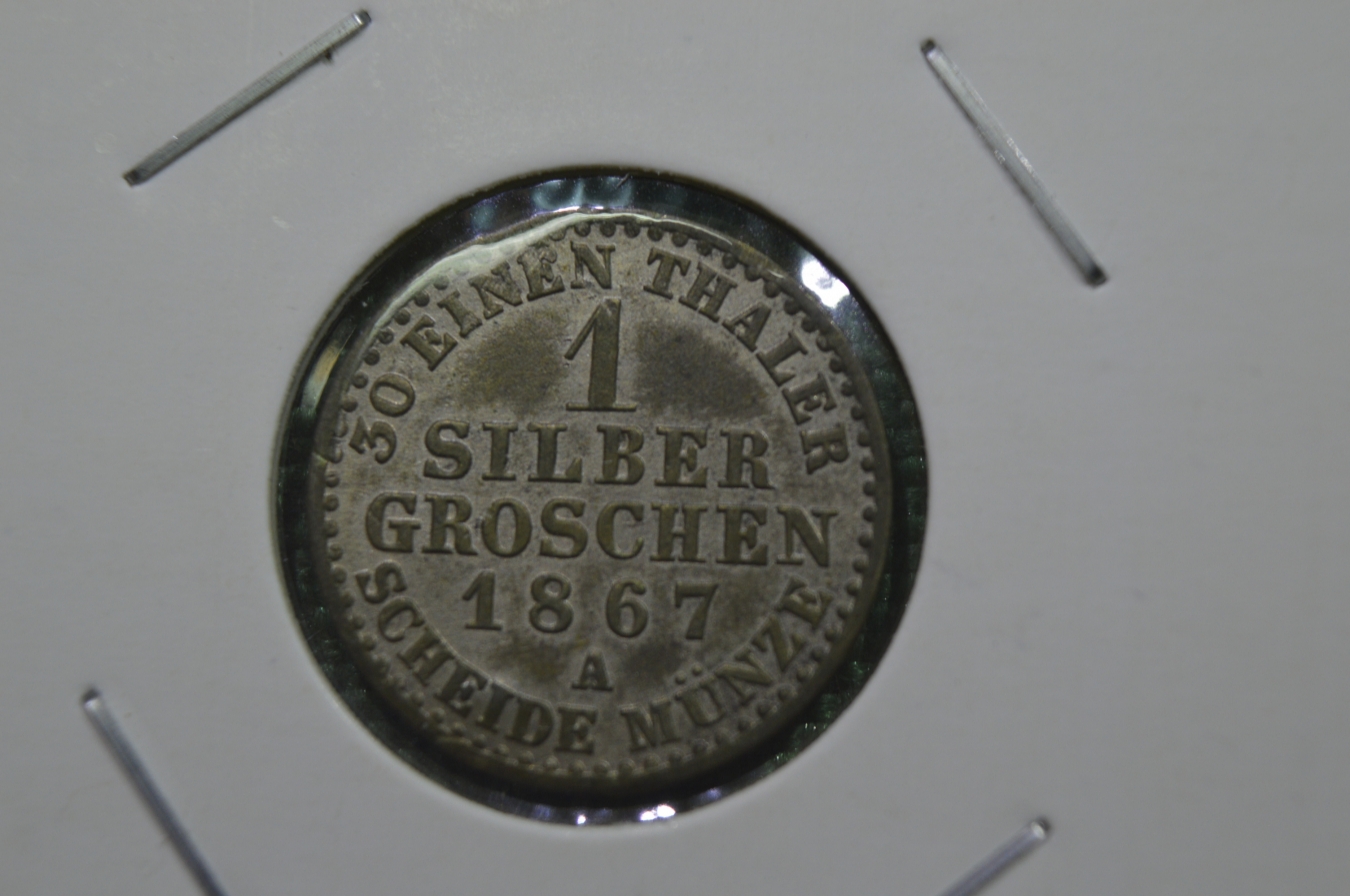 30 EINEN THALER
1
SILBER
GROSCHEN
1867
A
SCHEIDE MÜNZE